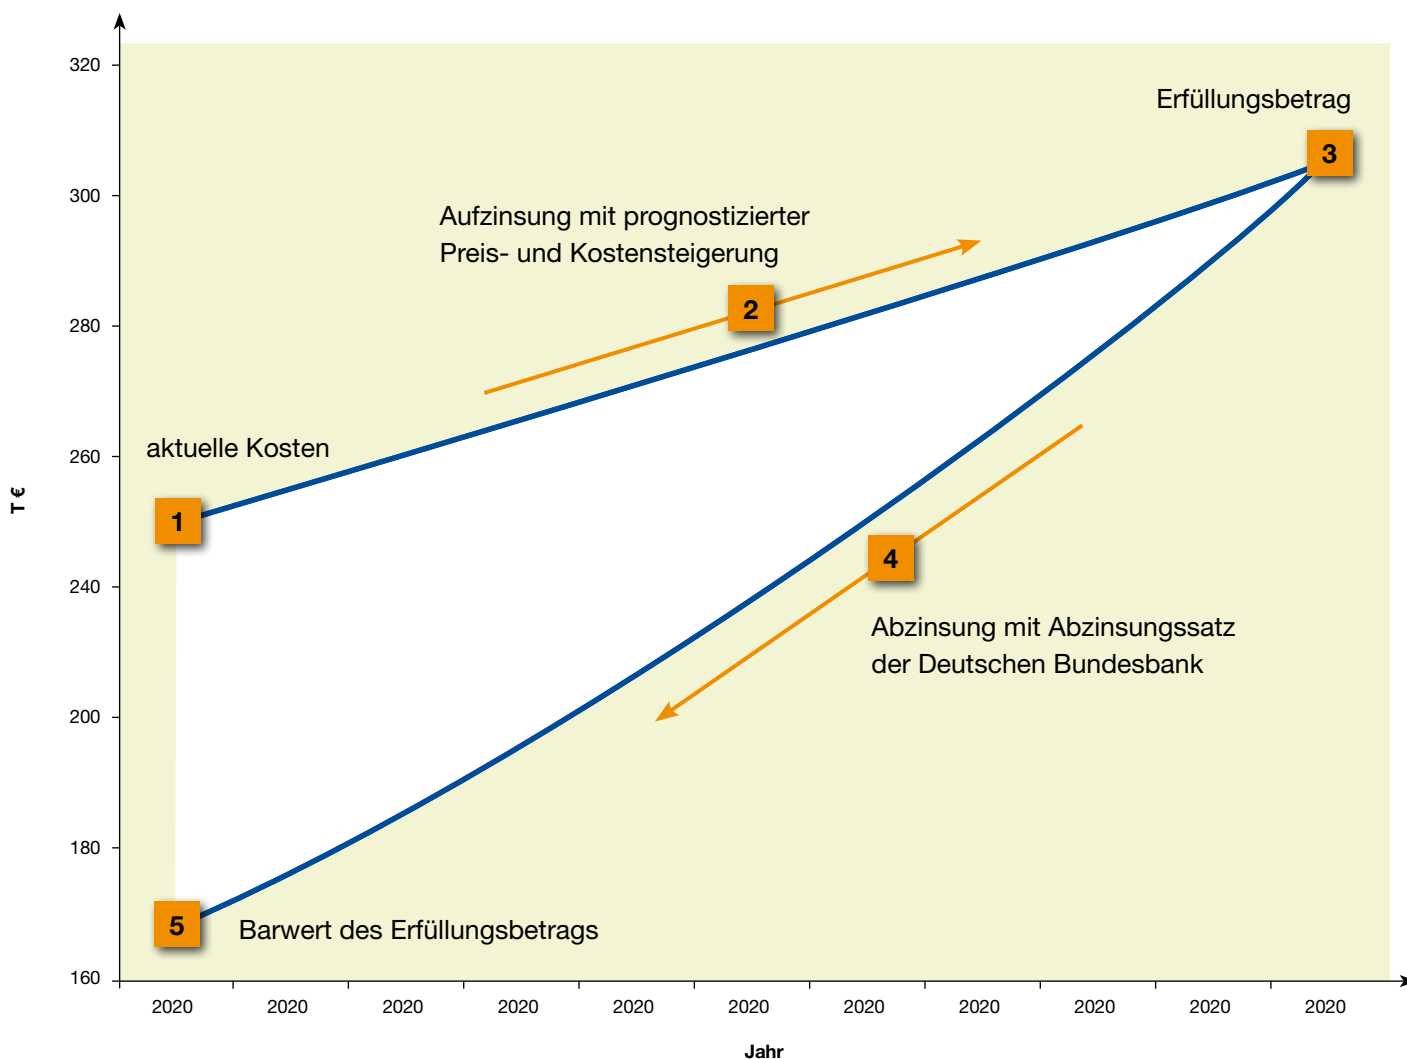 320
Erfüllungsbetrag
3
300
Aufzinsung mit prognostizierter
Preis- und Kostensteigerung
2
280
aktuelle Kosten
260
T €
1
4
240
Abzinsung mit Abzinsungssatz
der Deutschen Bundesbank
200
180
5
Barwert des Erfüllungsbetrags
160
2020 2020 2020 2020 2020 2020 2020 2020 2020 2020 2020
Jahr